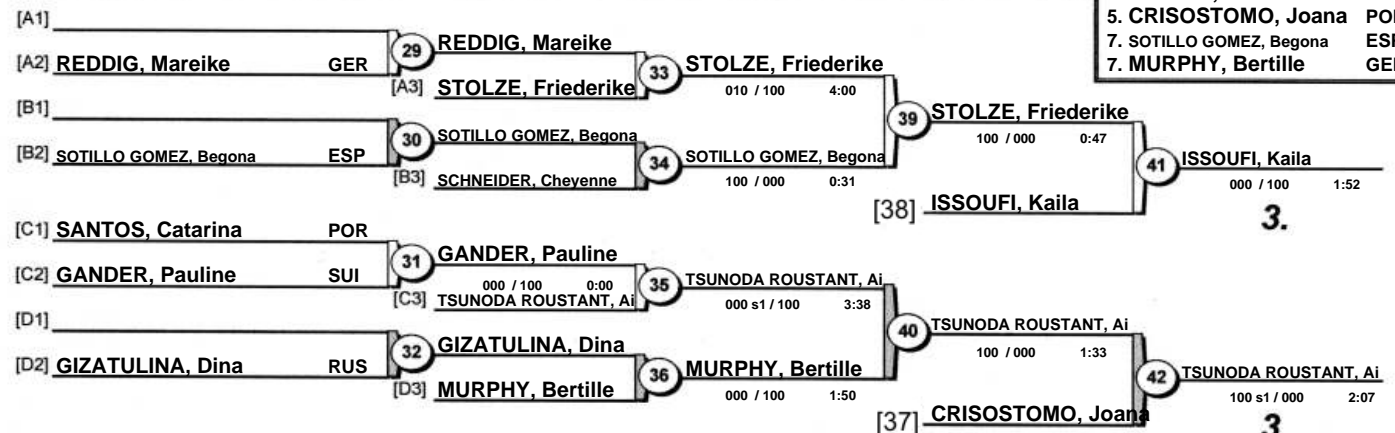 5. CRISOSTOMO, Joana
7. SOTILLO GOMEZ, Begona
7. MURPHY, Bertille
[A1]
[A2] REDDIG, Mareike GER
29
REDDIG, Mareike
[A3] STOLZE, Friederike
33
STOLZE, Friederike
010 / 100 4:00
[B1]
[B2] SOTILLO GOMEZ, Begona ESP
30
SOTILLO GOMEZ, Begona
[B3] SCHNEIDER, Cheyenne
34
SOTILLO GOMEZ, Begona
100 / 000 0:31
39
STOLZE, Friederike
100 / 000 0:47
[38] ISSOUFI, Kaila
41
ISSOUFI, Kaila
000 / 100 1:52
3.
[C1] SANTOS, Catarina POR
[C2] GANDER, Pauline SUI
31
GANDER, Pauline
000 / 100 0:00
[C3] TSUNODA ROUSTANT, Ai
35
TSUNODA ROUSTANT, Ai
000 s1 / 100 3:38
[D1]
[D2] GIZATULINA, Dina RUS
32
GIZATULINA, Dina
[D3] MURPHY, Bertille
36
MURPHY, Bertille
000 / 100 1:50
40
TSUNODA ROUSTANT, Ai
100 / 000 1:33
[37] CRISOSTOMO, Joana
42
TSUNODA ROUSTANT, Ai
100 s1 / 000 2:07
3